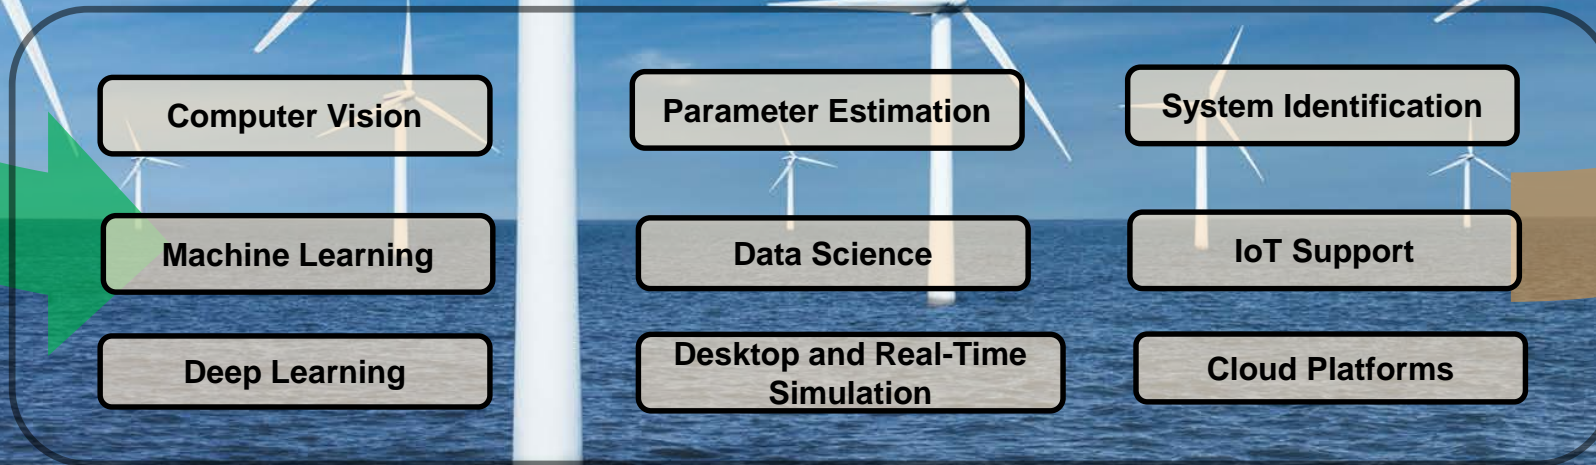 Computer Vision
Parameter Estimation
System Identification
Machine Learning
Data Science
IoT Support
Deep Learning
Desktop and Real-Time
Simulation
Cloud Platforms